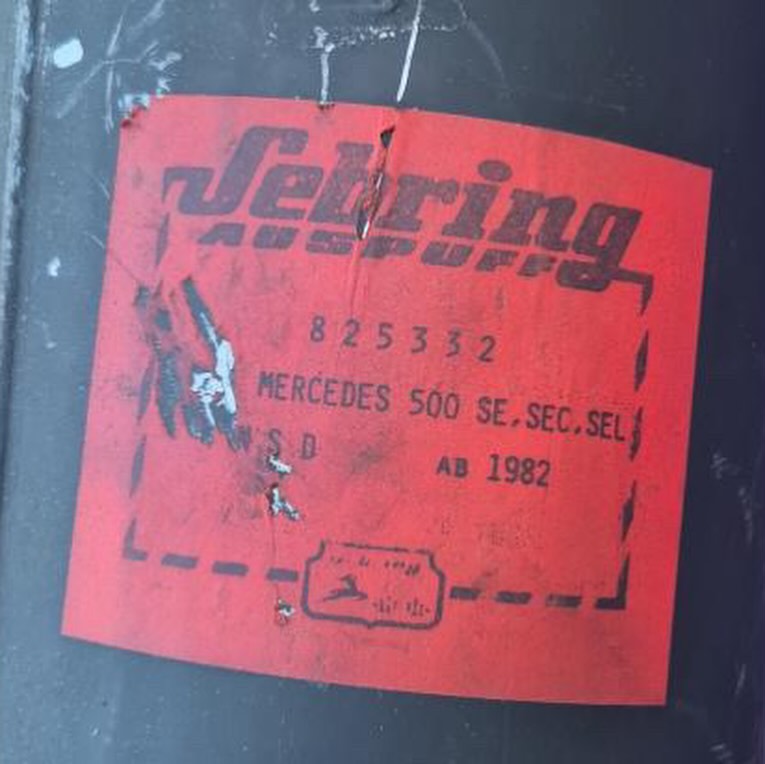 Sebring
AUSPUFF
825332
MERCEDES 500 SE,SEC,SEL
AB 1982